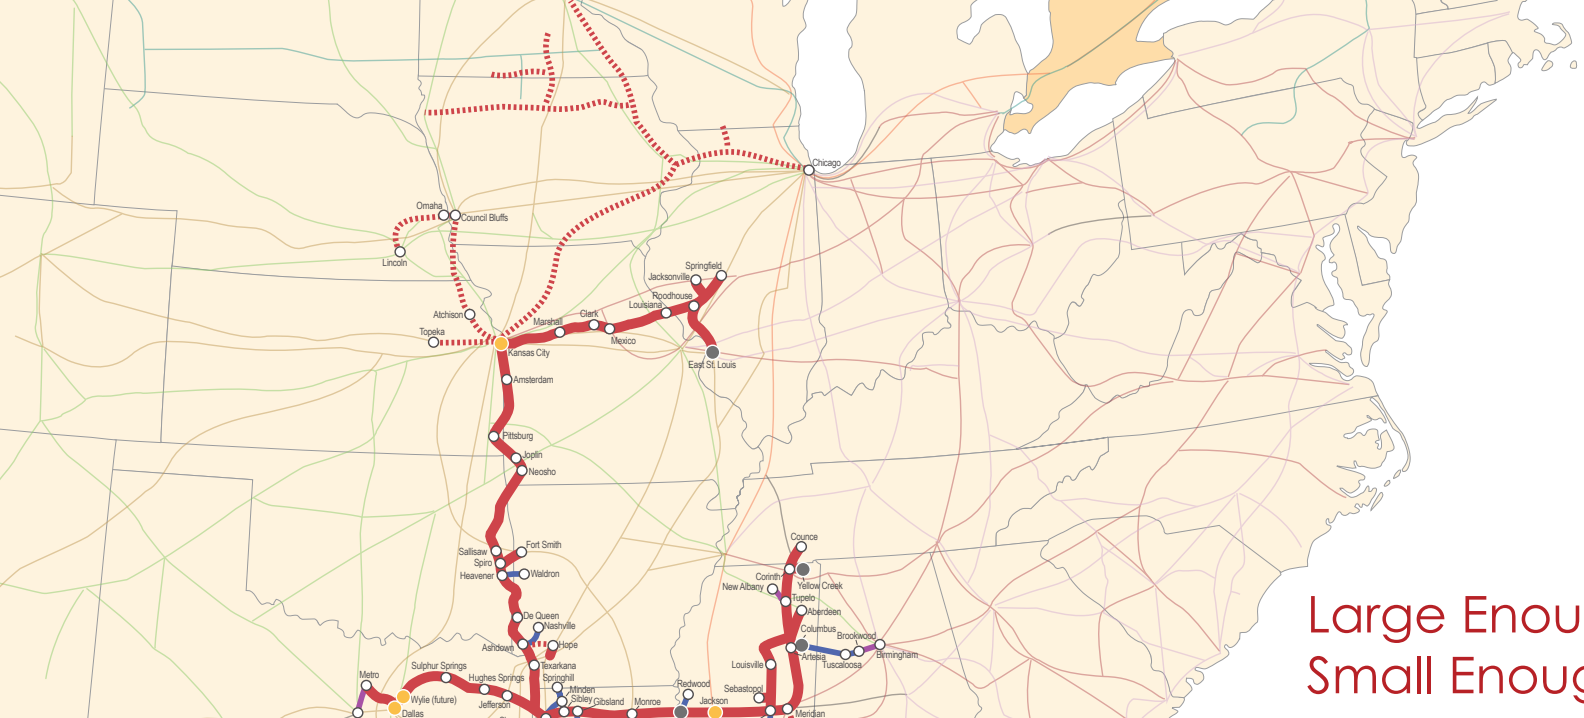 Chicago
Omaha
Council Bluffs
Lincoln
Springfield
Jacksonville
Roodhouse
Louisiana
Atchison
Clark
Marshall
Topeka
Mexico
Kansas City
East St. Louis
Amsterdam
Pittsburg
Joplin
Neosho
Counce
Fort Smith
Sallisaw
Spiro
Heavener
Waldron
Corinth
Yellow Creek
New Albany
Tupelo
Aberdeen
De Queen
Nashville
Columbus
Brookwood
Ashdown
Hope
Artesia
Birmingham
Tuscaloosa
Large Enou
Texarkana
Louisville
Sulphur Springs
Metro
Hughes Springs
Springhill
Small Enoug
Minden
Redwood
Sebastopol
Wylie (future)
Jefferson
Sibley
Gibsland
Monroe
Jackson
Dallas
Meridian